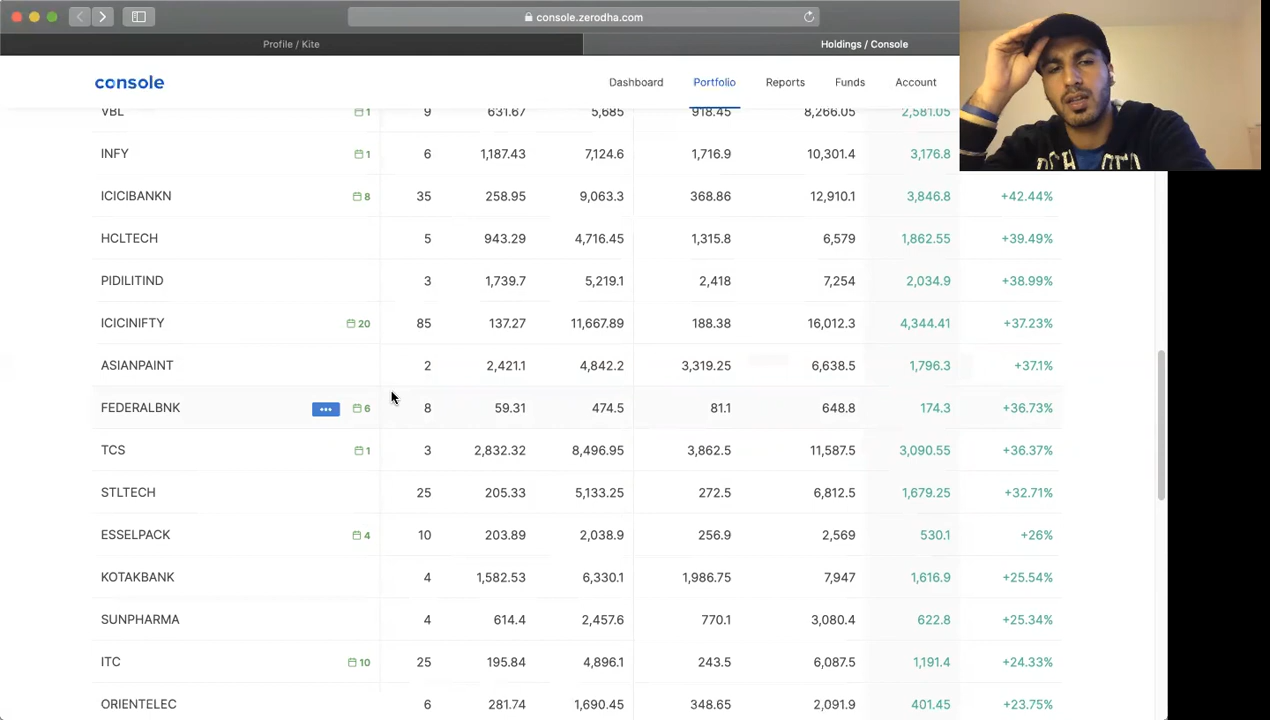 console.zerodha.com
Profile / Kite
Holdings / Console
console
Dashboard Portfolio Reports Funds Account
VBL 1 9 631.67 5,685 918.45 8,266.05 2,581.05
INFY 1 6 1,187.43 7,124.6 1,716.9 10,301.4 3,176.8
ICICIBANKN 8 35 258.95 9,063.3 368.86 12,910.1 3,846.8 +42.44%
HCLTECH 5 943.29 4,716.45 1,315.8 6,579 1,862.55 +39.49%
PIDILITIND 3 1,739.7 5,219.1 2,418 7,254 2,034.9 +38.99%
ICICINIFTY 20 85 137.27 11,667.89 188.38 16,012.3 4,344.41 +37.23%
ASIANPAINT 2 2,421.1 4,842.2 3,319.25 6,638.5 1,796.3 +37.1%
FEDERALBNK 6 8 59.31 474.5 81.1 648.8 174.3 +36.73%
TCS 1 3 2,832.32 8,496.95 3,862.5 11,587.5 3,090.55 +36.37%
STLTECH 25 205.33 5,133.25 272.5 6,812.5 1,679.25 +32.71%
ESSELPACK 4 10 203.89 2,038.9 256.9 2,569 530.1 +26%
KOTAKBANK 4 1,582.53 6,330.1 1,986.75 7,947 1,616.9 +25.54%
SUNPHARMA 4 614.4 2,457.6 770.1 3,080.4 622.8 +25.34%
ITC 10 25 195.84 4,896.1 243.5 6,087.5 1,191.4 +24.33%
ORIENTELEC 6 281.74 1,690.45 348.65 2,091.9 401.45 +23.75%